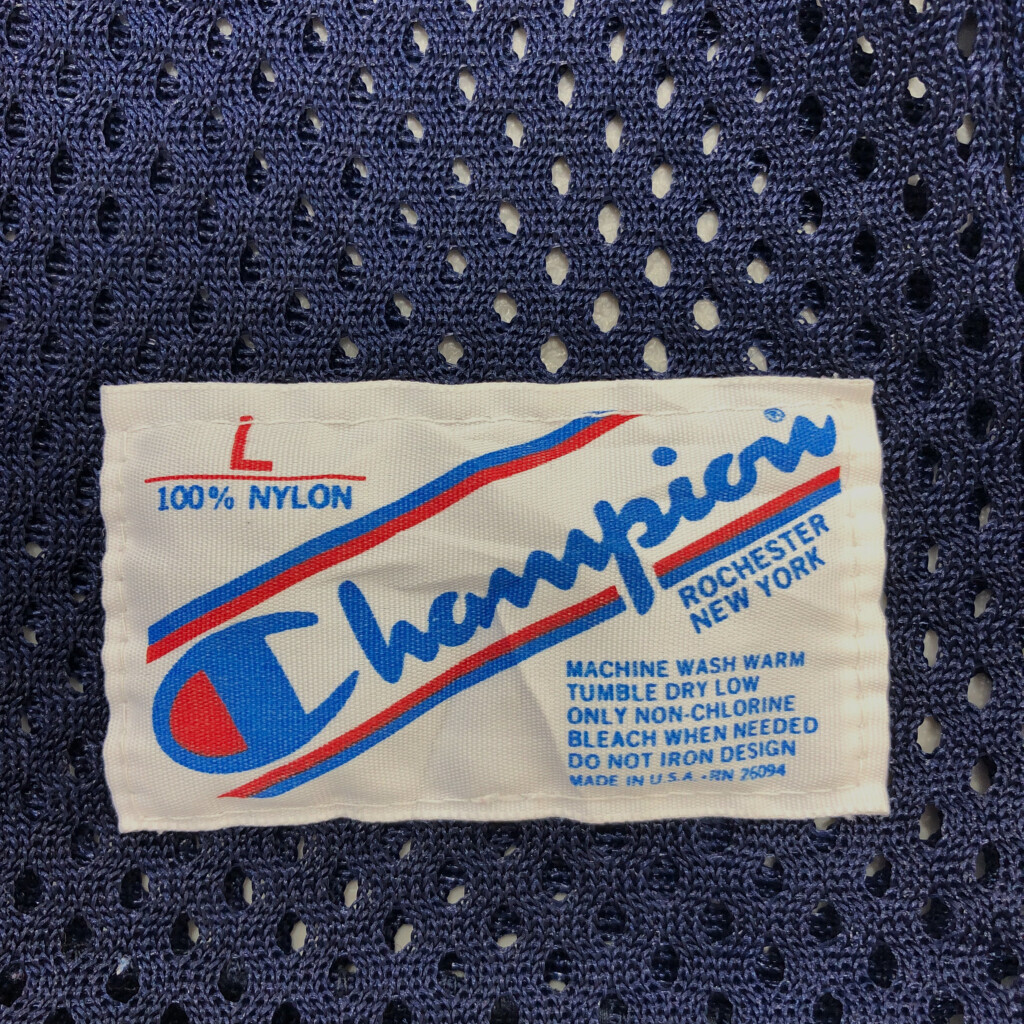 L
100% NYLON
Champion®
ROCHESTER
NEW YORK
MACHINE WASH WARM
TUMBLE DRY LOW
ONLY NON-CHLORINE
BLEACH WHEN NEEDED
DO NOT IRON DESIGN
MADE IN U.S.A. - RN 26094